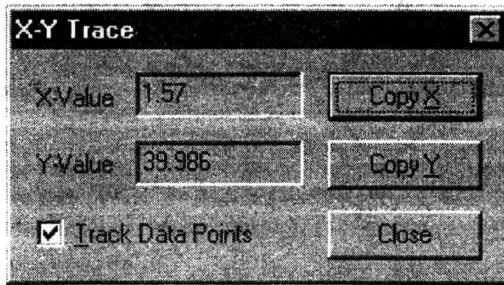 X-Y Trace
X-Value 1.57 Copy X
Y-Value 39.986 Copy Y
Track Data Points Close